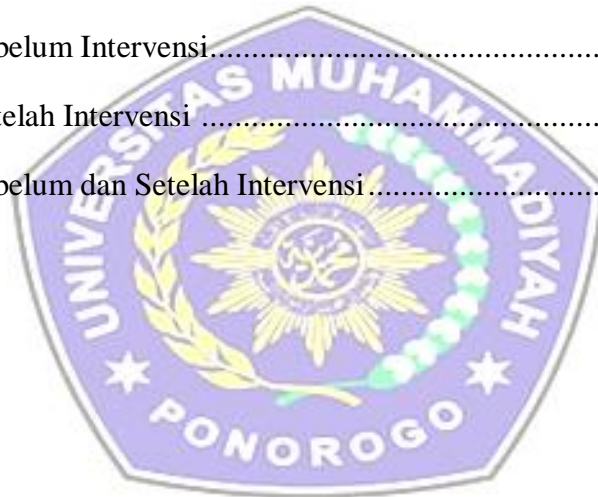 belum Intervensi..........................................
telah Intervensi ...........................................
belum dan Setelah Intervensi.........................
UNIVERSITAS MUHAMMADIYAH
PONOROGO